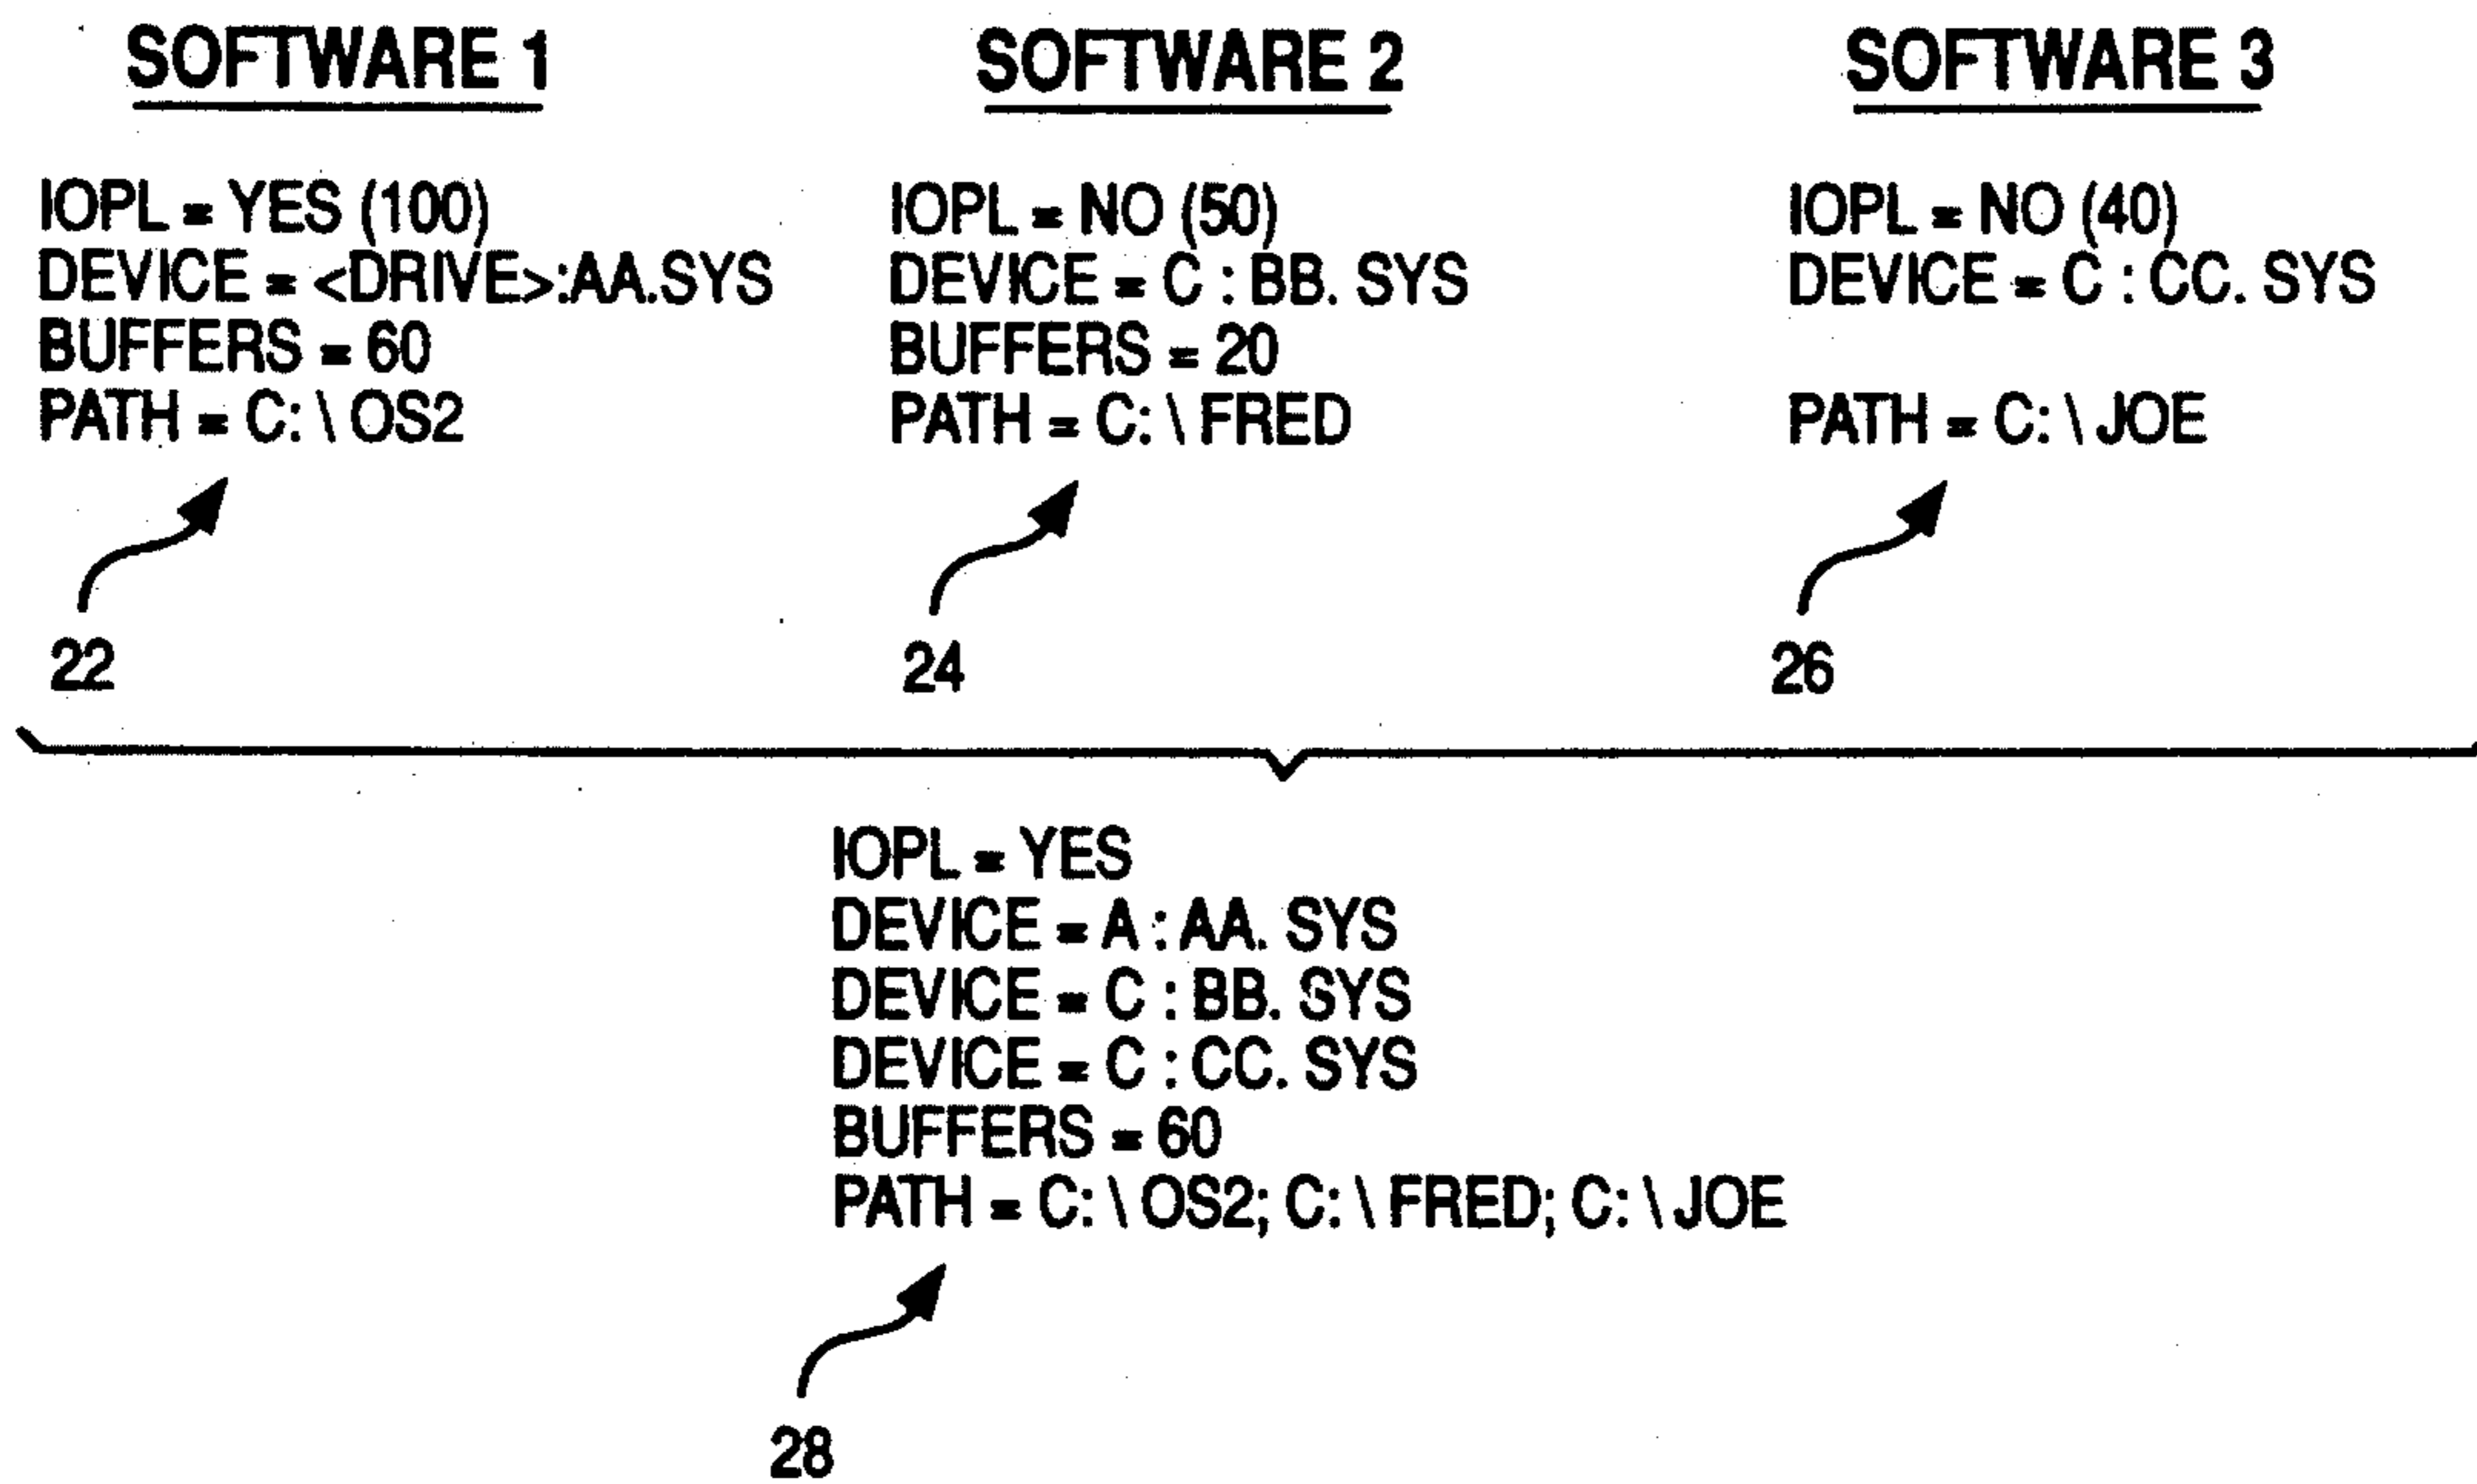 SOFTWARE 1
IOPL = YES (100)
DEVICE = <DRIVE>:AA.SYS
BUFFERS = 60
PATH = C: \ OS2
22
SOFTWARE 2
IOPL = NO (50)
DEVICE = C : BB. SYS
BUFFERS = 20
PATH = C: \ FRED
24
SOFTWARE 3
IOPL = NO (40)
DEVICE = C : CC. SYS
PATH = C: \ JOE
26
IOPL = YES
DEVICE = A : AA. SYS
DEVICE = C : BB. SYS
DEVICE = C : CC. SYS
BUFFERS = 60
PATH = C: \ OS2; C: \ FRED; C: \ JOE
28